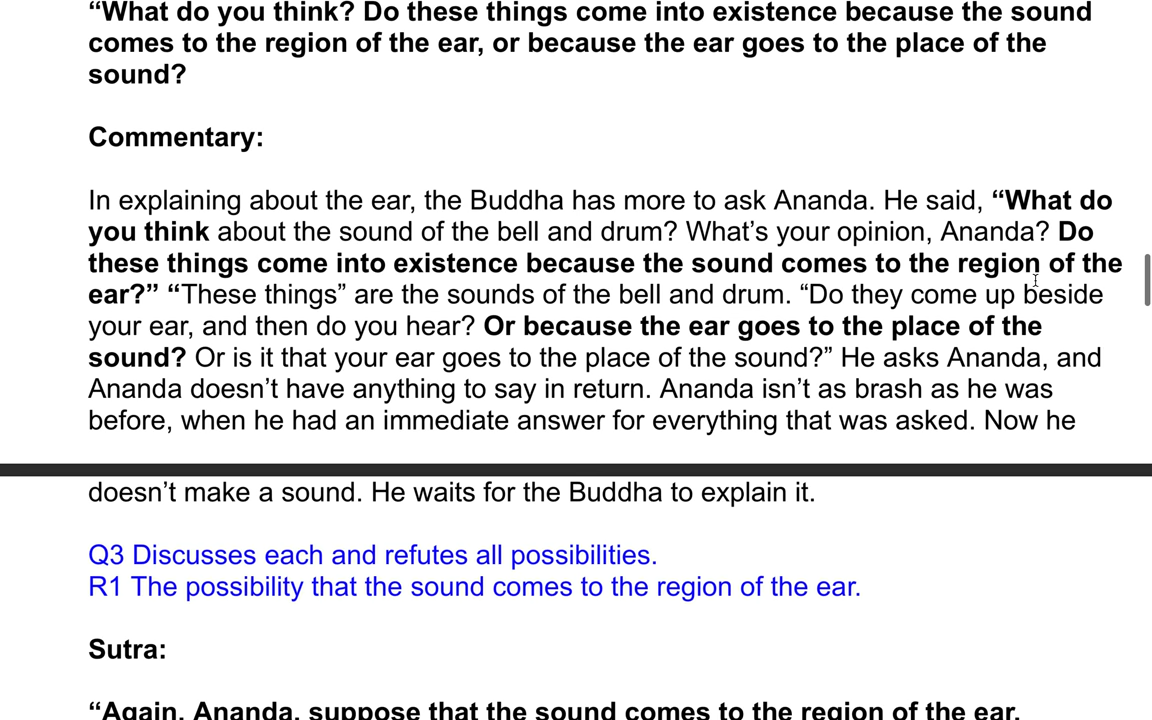 “What do you think? Do these things come into existence because the sound
comes to the region of the ear, or because the ear goes to the place of the
sound?
Commentary:
In explaining about the ear, the Buddha has more to ask Ananda. He said, “What do
you think about the sound of the bell and drum? What’s your opinion, Ananda? Do
these things come into existence because the sound comes to the region of the
ear?” “These things” are the sounds of the bell and drum. “Do they come up beside
your ear, and then do you hear? Or because the ear goes to the place of the
sound? Or is it that your ear goes to the place of the sound?” He asks Ananda, and
Ananda doesn’t have anything to say in return. Ananda isn’t as brash as he was
before, when he had an immediate answer for everything that was asked. Now he
doesn’t make a sound. He waits for the Buddha to explain it.
Q3 Discusses each and refutes all possibilities.
R1 The possibility that the sound comes to the region of the ear.
Sutra:
“Again, Ananda, suppose that the sound comes to the region of the ear.